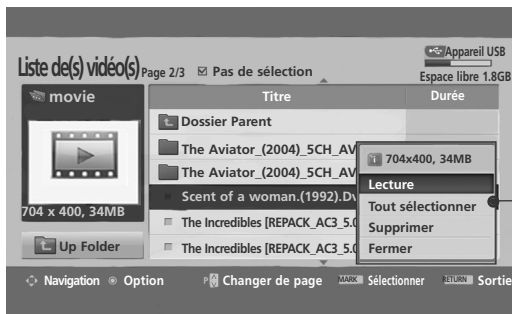 Appareil USB
Liste de(s) vidéo(s) Page 2/3 Pas de sélection Espace libre 1.8GB
movie Titre Durée
Dossier Parent
The Aviator_(2004)_5CH_AV
The Aviator_(2004)_5CH_AV
Scent of a woman.(1992).Dv
The Incredibles [REPACK_AC3_5.0
The Incredibles [REPACK_AC3_5.0
704 x 400, 34MB
Up Folder
704x400, 34MB
Lecture
Tout sélectionner
Supprimer
Fermer
Navigation Option P Changer de page MARK Sélectionner RETURN Sortie